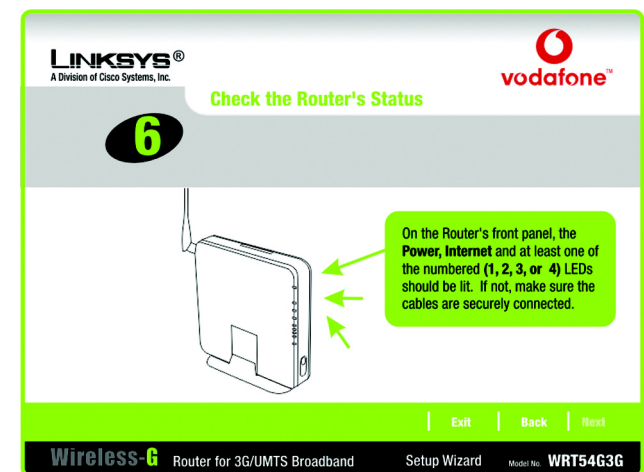 LINKSYS®
A Division of Cisco Systems, Inc.
vodafone™
Check the Router's Status
6
On the Router's front panel, the
Power, Internet and at least one of
the numbered (1, 2, 3, or 4) LEDs
should be lit. If not, make sure the
cables are securely connected.
Exit Back Next
Wireless-G Router for 3G/UMTS Broadband Setup Wizard Model No. WRT54G3G